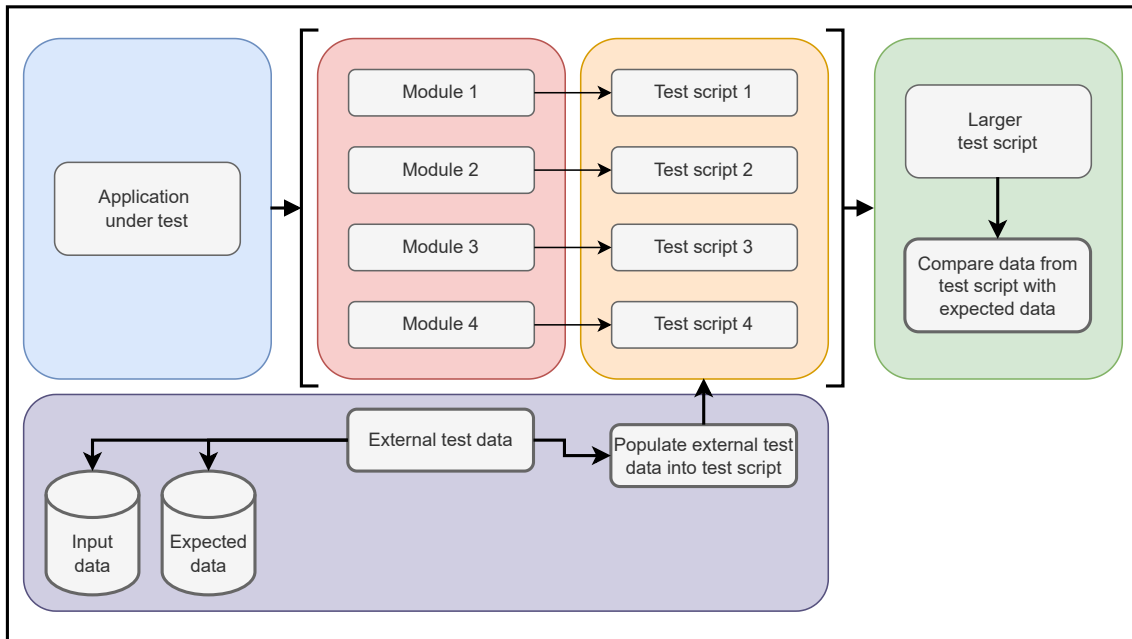 Application
under test
Module 1
Test script 1
Module 2
Test script 2
Module 3
Test script 3
Module 4
Test script 4
Larger
test script
Compare data from
test script with
expected data
External test data
Populate external test
data into test script
Input
data
Expected
data